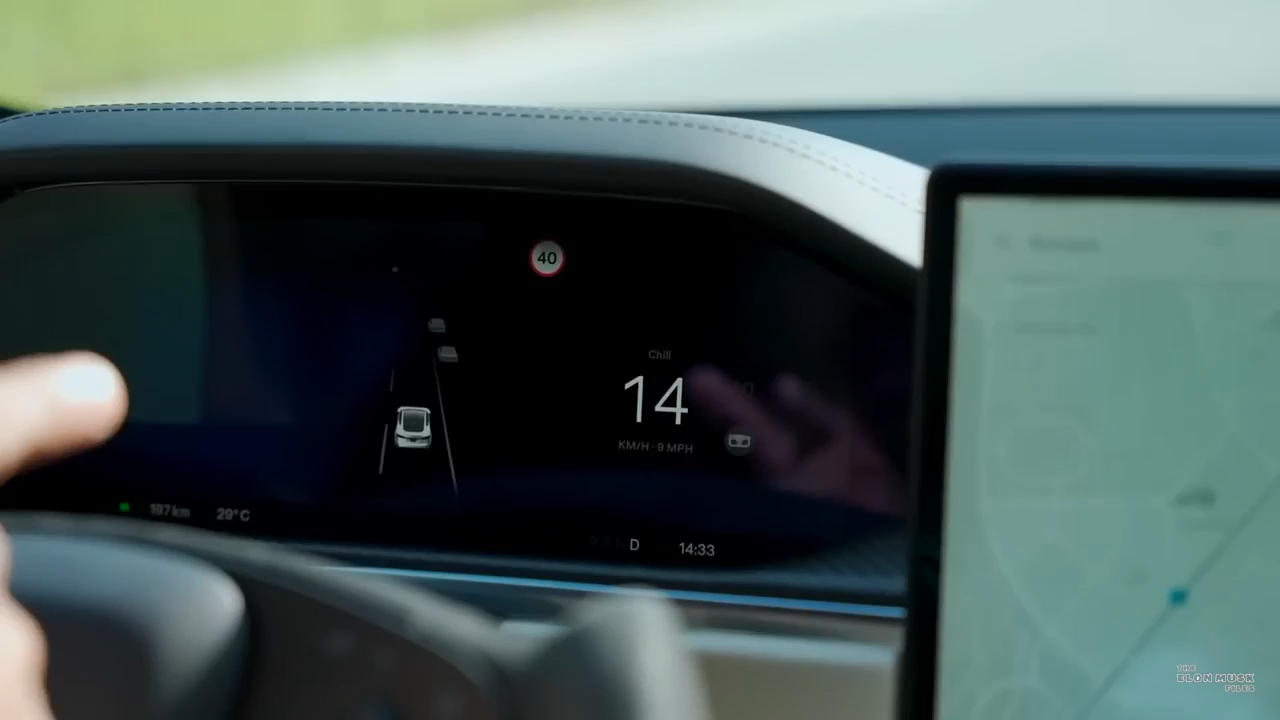 40
Chill
14
KM/H · 9 MPH
197 km
29°C
D
14:33
THE
ELON MUSK
FILES